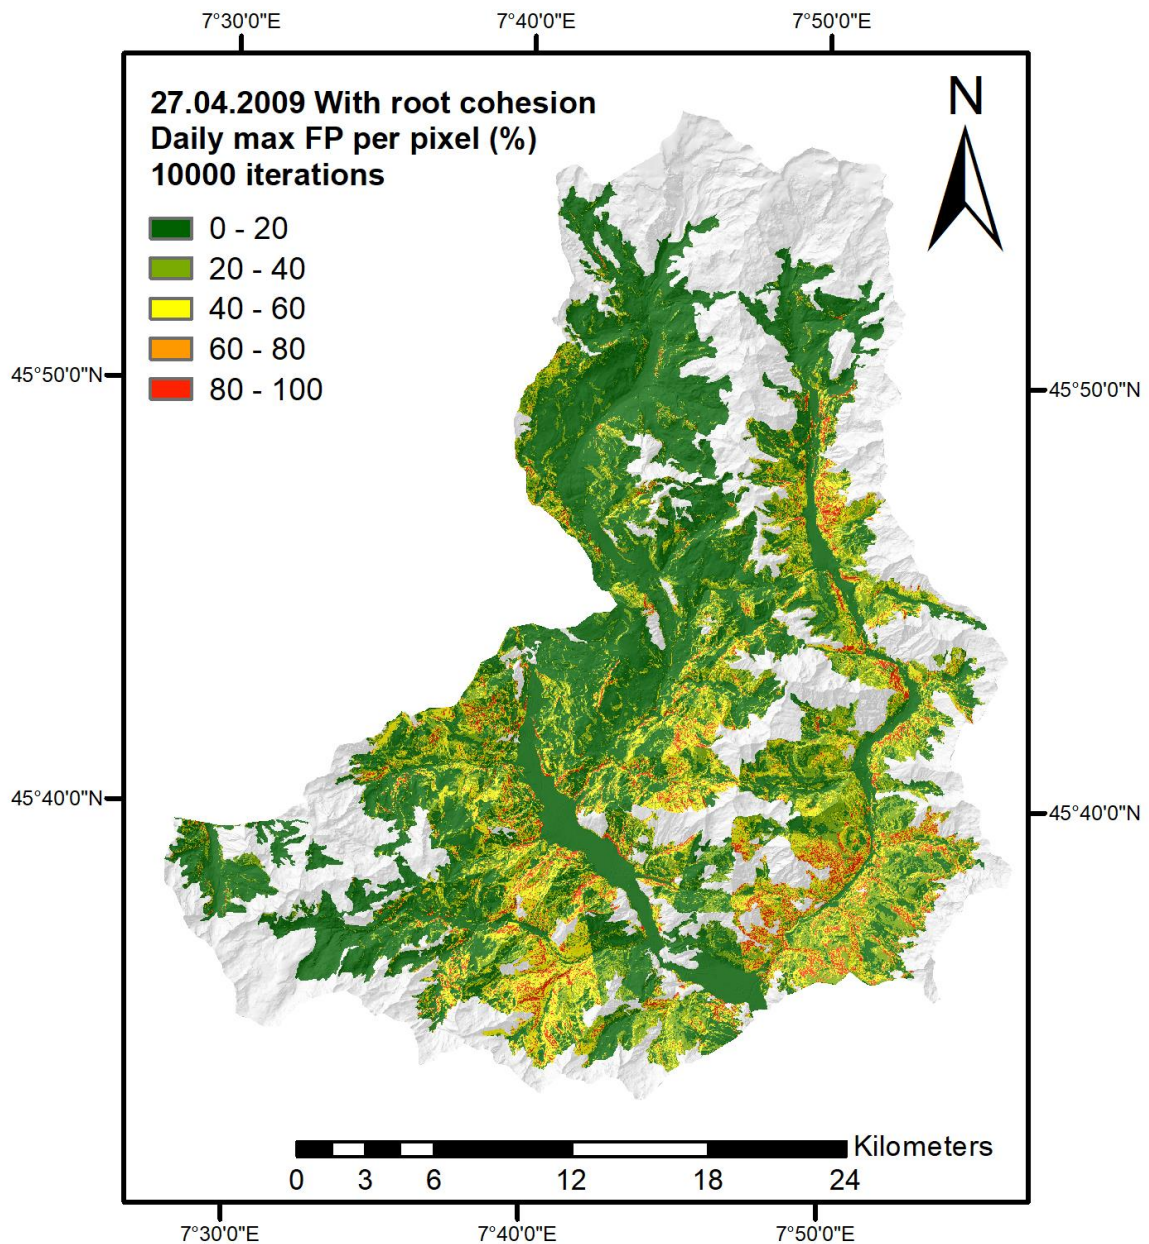 7°30'0"E 7°40'0"E 7°50'0"E
27.04.2009 With root cohesion
Daily max FP per pixel (%)
10000 iterations
N
0 - 20
20 - 40
40 - 60
60 - 80
80 - 100
45°50'0"N 45°50'0"N
45°40'0"N 45°40'0"N
Kilometers
0 3 6 12 18 24
7°30'0"E 7°40'0"E 7°50'0"E